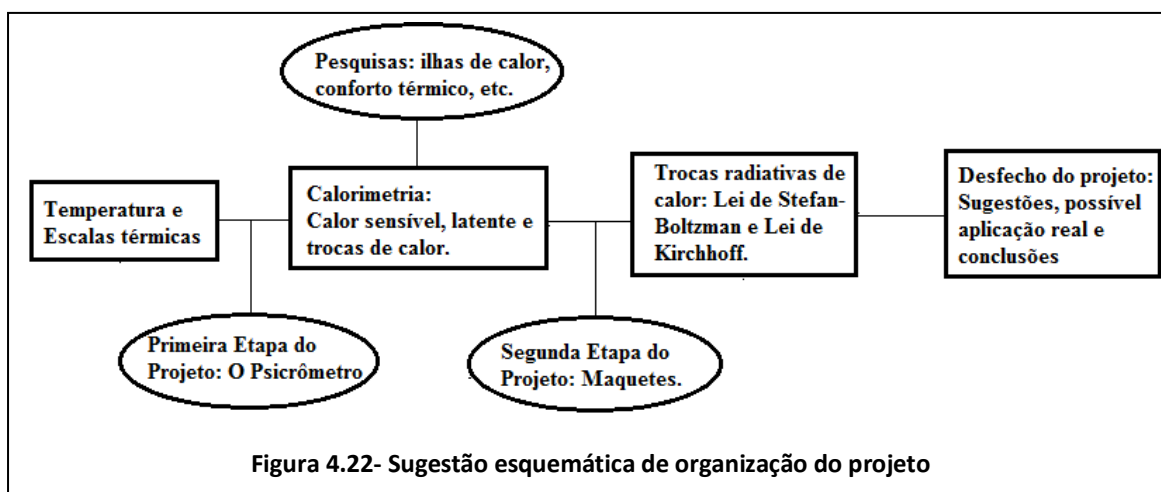 Pesquisas: ilhas de calor,
conforto térmico, etc.
Temperatura e
Escalas térmicas
Calorimetria:
Calor sensível, latente e
trocas de calor.
Trocas radiativas de
calor: Lei de Stefan-
Boltzman e Lei de
Kirchhoff.
Desfecho do projeto:
Sugestões, possível
aplicação real e
conclusões
Primeira Etapa do
Projeto: O Psicrômetro
Segunda Etapa do
Projeto: Maquetes.
Figura 4.22- Sugestão esquemática de organização do projeto